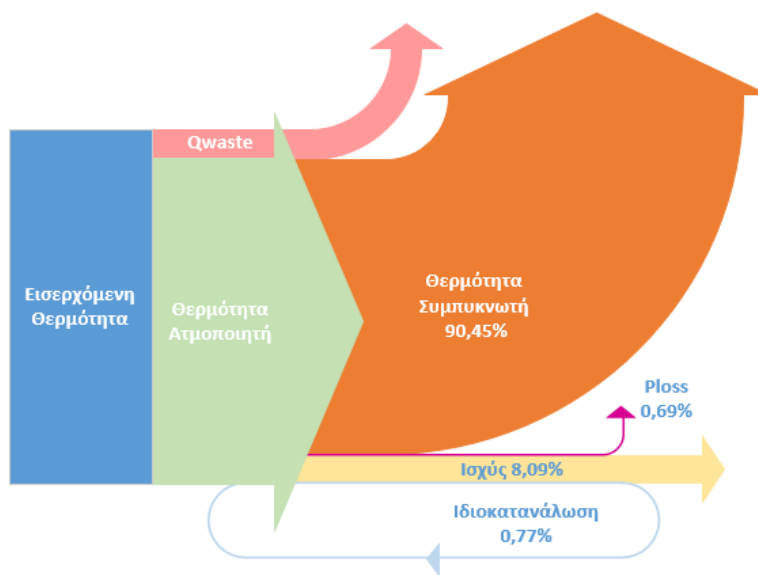 Qwaste
Εισερχόμενη
Θερμότητα
Θερμότητα
Ατμοποιητή
Θερμότητα
Συμπυκνωτή
90,45%
Ploss
0,69%
Ισχύς 8,09%
Ιδιοκατανάλωση
0,77%